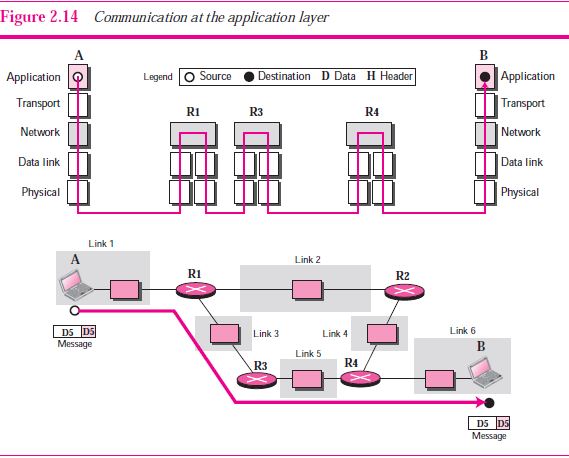 Figure 2.14 Communication at the application layer
A
B
Application
Legend Source Destination D Data H Header
Application
Transport
R1
R3
R4
Transport
Network
Network
Data link
Data link
Physical
Physical
Link 1
A
Link 2
R1
R2
D5 D5
Message
Link 3
Link 4
Link 6
B
Link 5
R3
R4
D5 D5
Message